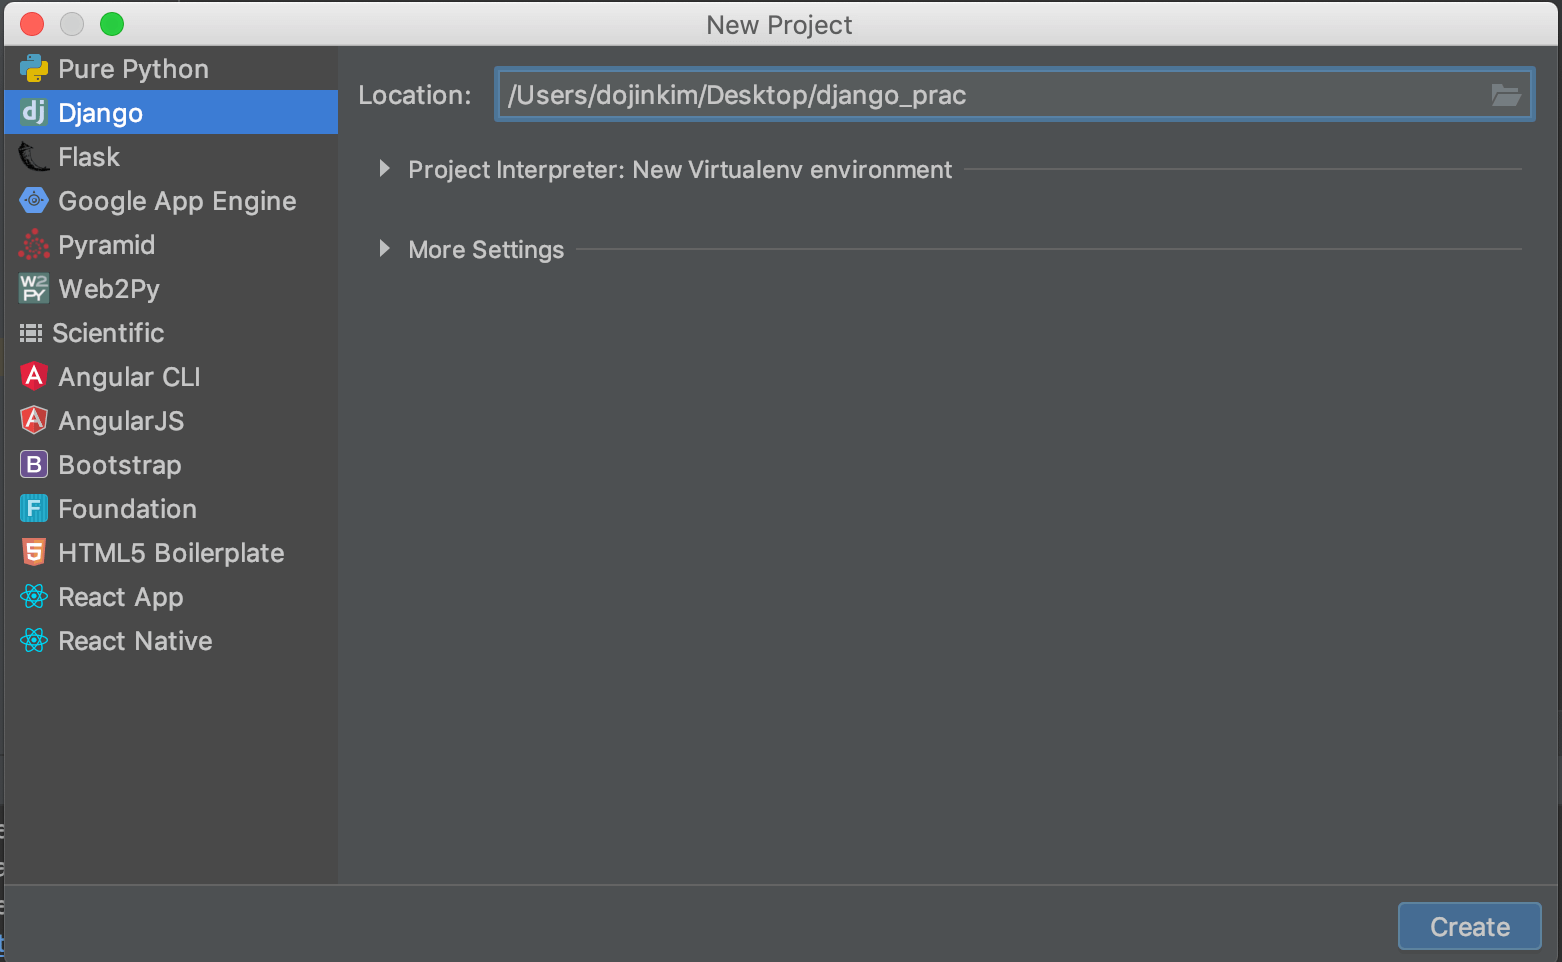 New Project
Pure Python
dj Django
Flask
Google App Engine
Pyramid
W2PY Web2Py
Scientific
A Angular CLI
A AngularJS
B Bootstrap
F Foundation
5 HTML5 Boilerplate
React App
React Native
Location: /Users/dojinkim/Desktop/django_prac
Project Interpreter: New Virtualenv environment
More Settings
Create